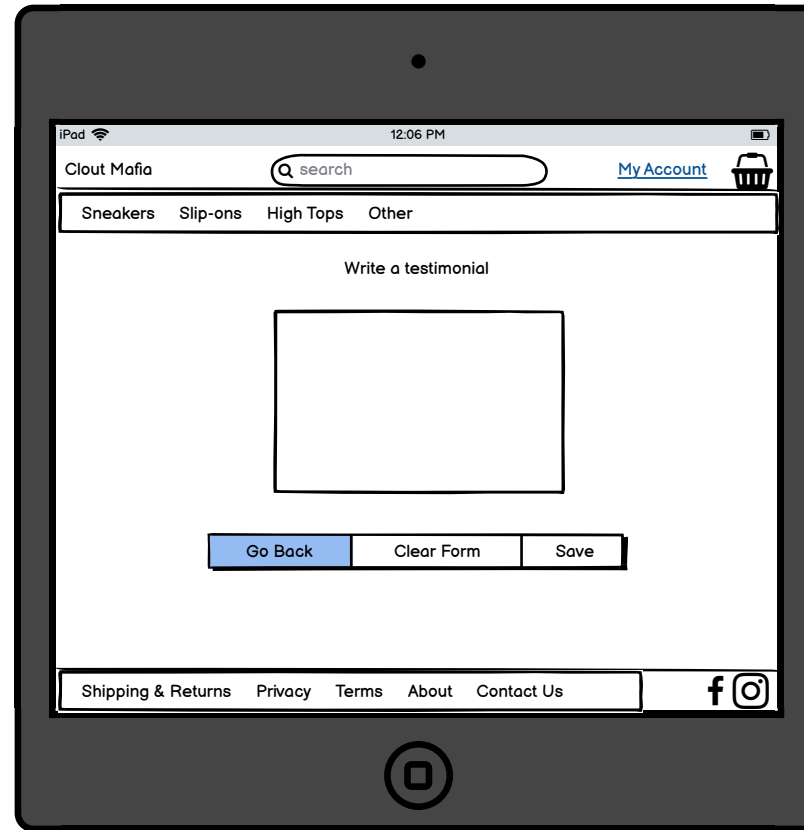 iPad 12:06 PM
Clout Mafia search My Account
Sneakers Slip-ons High Tops Other
Write a testimonial
Go Back Clear Form Save
Shipping & Returns Privacy Terms About Contact Us